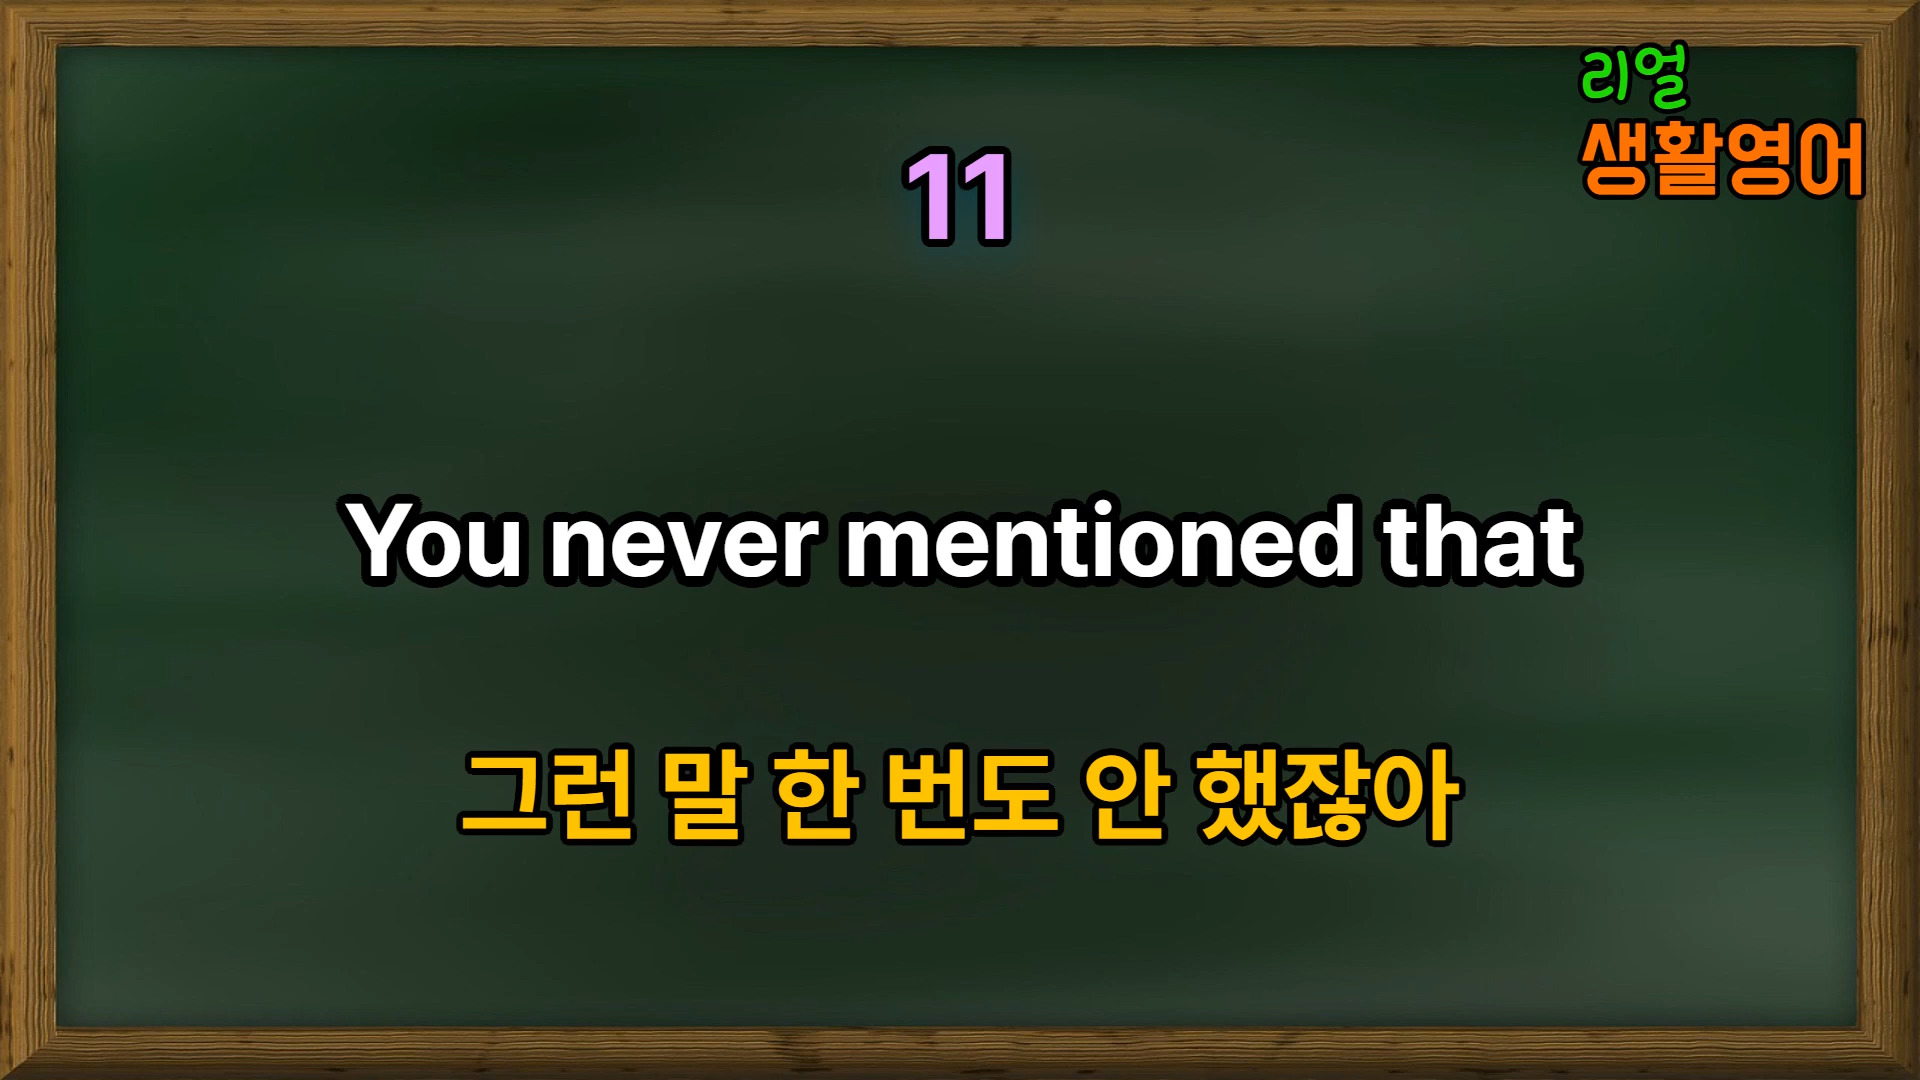 리얼
생활영어
11
You never mentioned that
그런 말 한 번도 안 했잖아